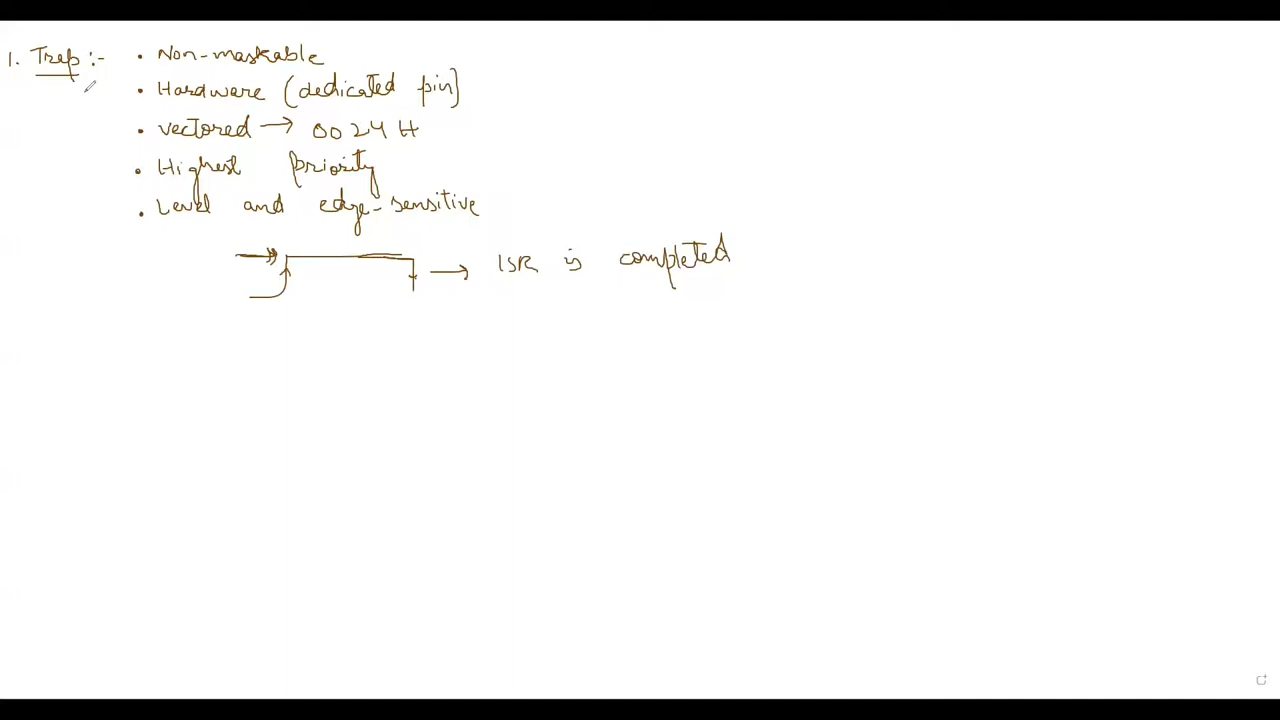 1. Trap :- • Non-maskable
• Hardware (dedicated pin)
• vectored → 0024 H
• Highest priority
• Level and edge-sensitive
→ ISR is completed